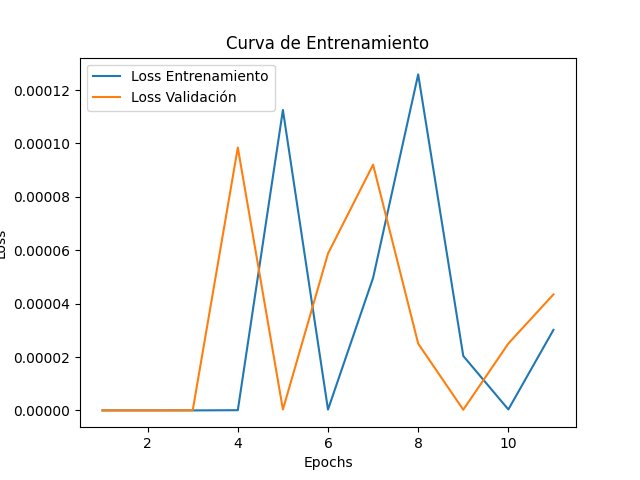 Curva de Entrenamiento
Loss Entrenamiento
Loss Validación
0.00012
0.00010
0.00008
0.00006
0.00004
0.00002
0.00000
Loss
2 4 6 8 10
Epochs